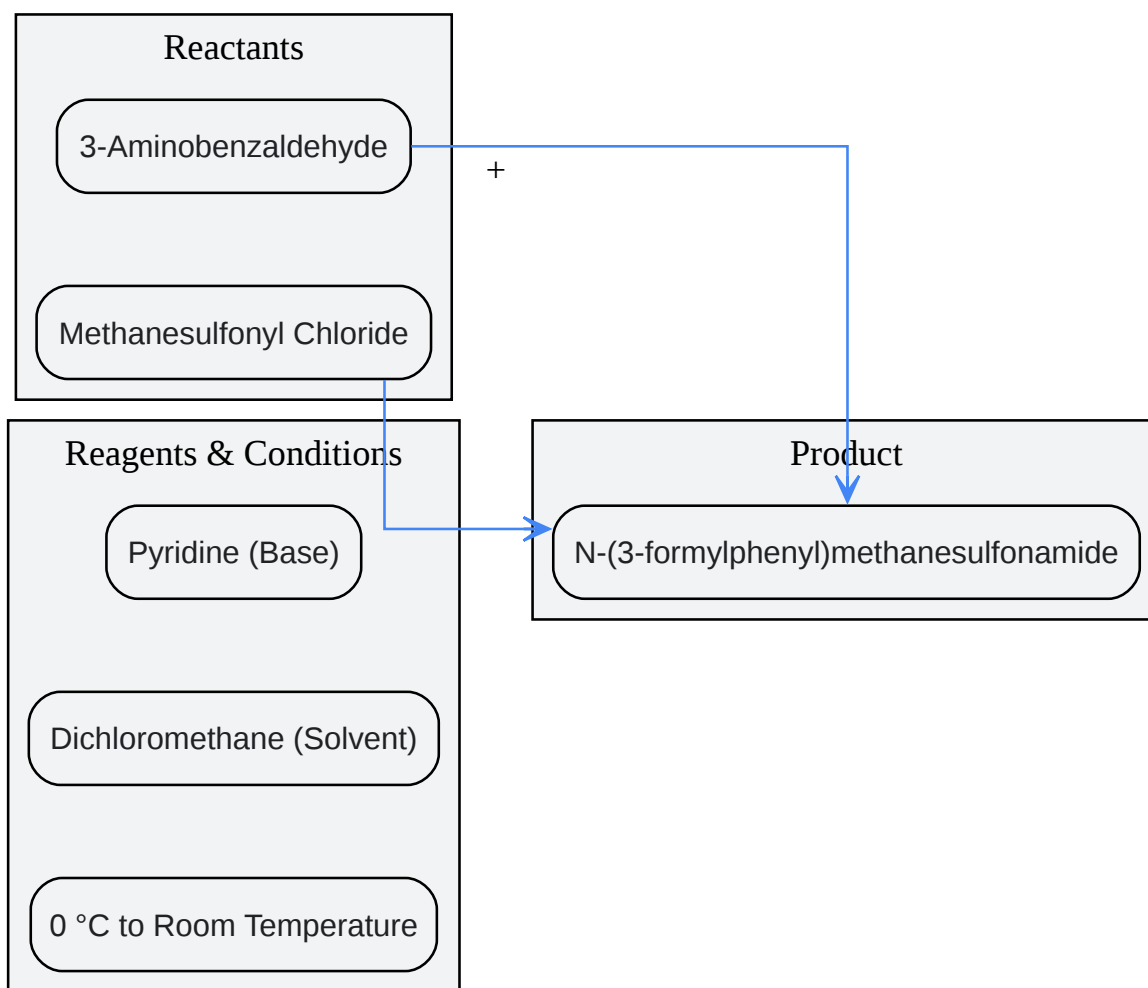 Reactants
3-Aminobenzaldehyde
+
Methanesulfonyl Chloride
Reagents & Conditions
Pyridine (Base)
Dichloromethane (Solvent)
0 °C to Room Temperature
Product
N-(3-formylphenyl)methanesulfonamide